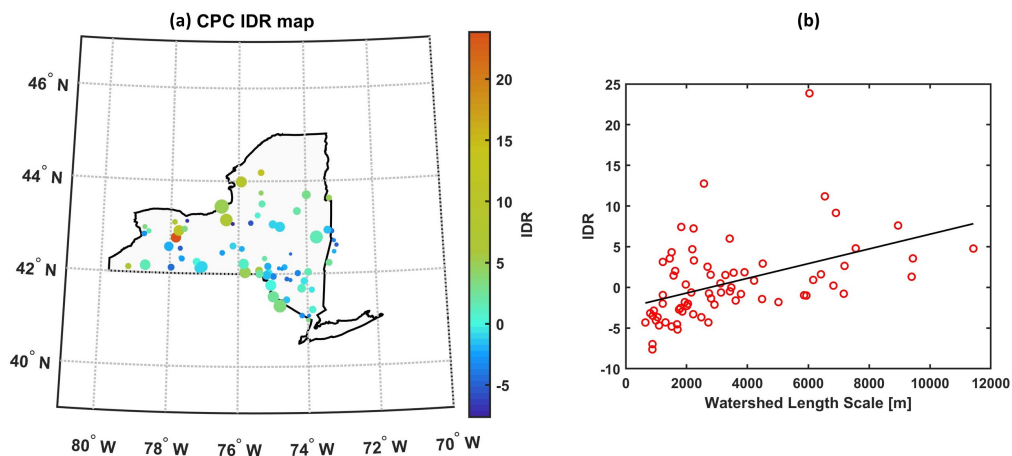 (a) CPC IDR map
46° N
44° N
42° N
40° N
80° W
78° W
76° W
74° W
72° W
70° W
20
15
10
5
0
-5
IDR
(b)
25
20
15
10
5
0
-5
-10
IDR
0
2000
4000
6000
8000
10000
12000
Watershed Length Scale [m]